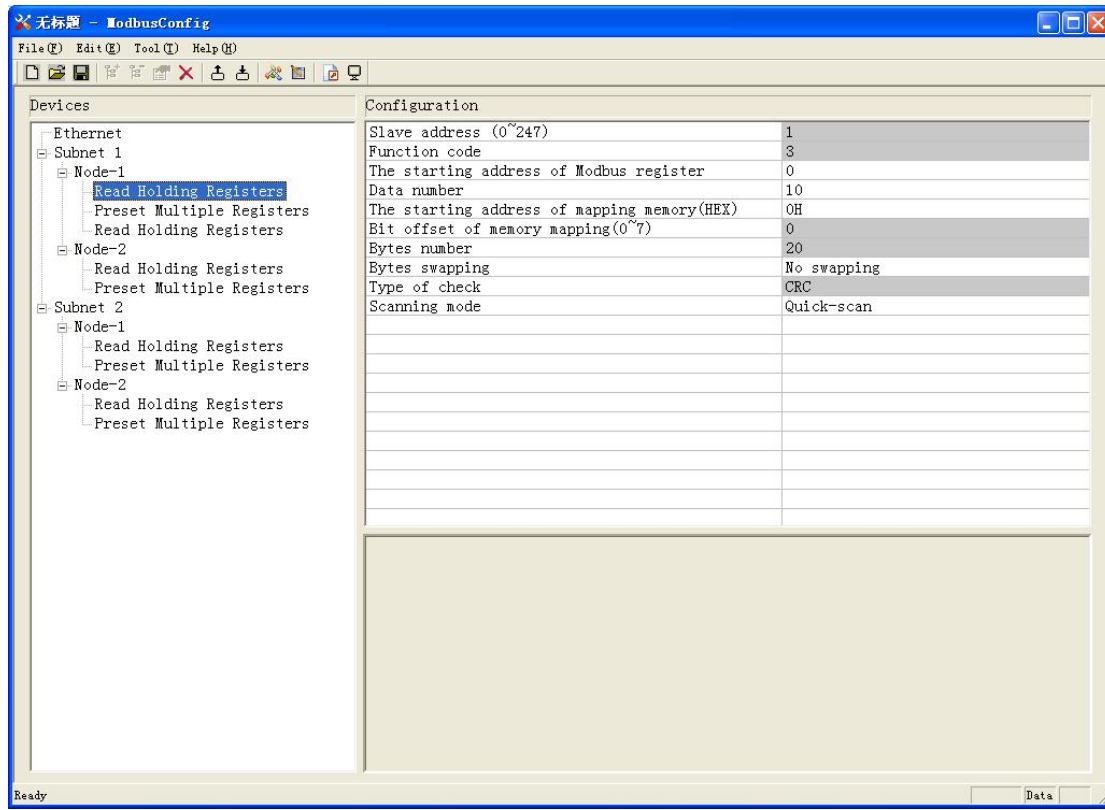 无标题 - ModbusConfig
File(F) Edit(E) Tool(T) Help(H)
Devices
Ethernet
Subnet 1
Node-1
Read Holding Registers
Preset Multiple Registers
Read Holding Registers
Node-2
Read Holding Registers
Preset Multiple Registers
Subnet 2
Node-1
Read Holding Registers
Preset Multiple Registers
Node-2
Read Holding Registers
Preset Multiple Registers
Configuration
Slave address (0~247) 1
Function code 3
The starting address of Modbus register 0
Data number 10
The starting address of mapping memory(HEX) 0H
Bit offset of memory mapping(0~7) 0
Bytes number 20
Bytes swapping No swapping
Type of check CRC
Scanning mode Quick-scan
Ready Data